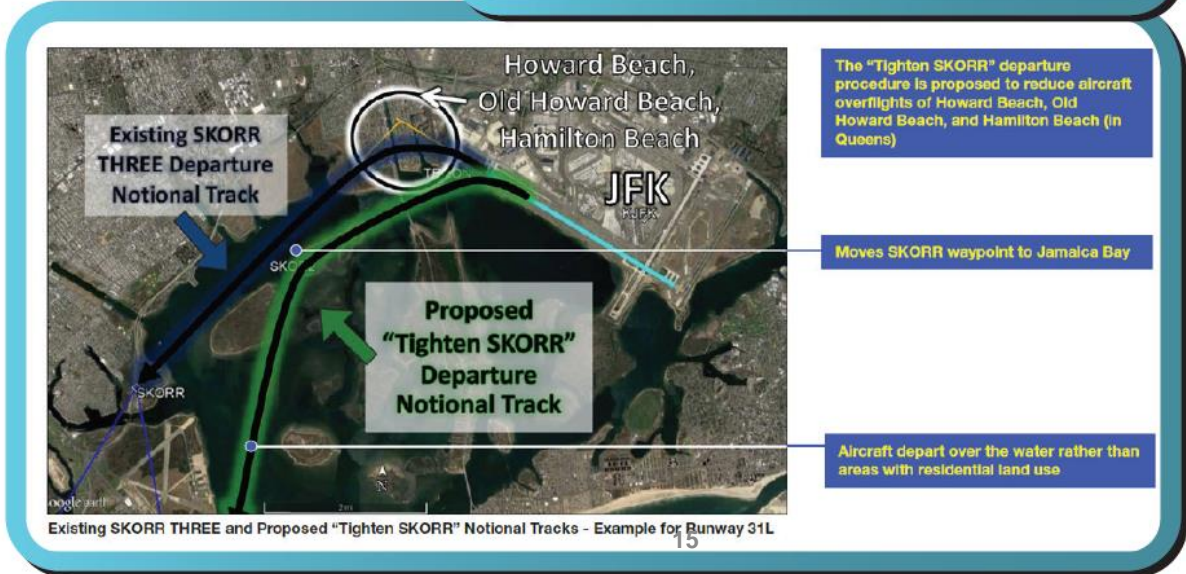 Howard Beach,
Old Howard Beach,
Hamilton Beach
Existing SKORR
THREE Departure
Notional Track
JFK
KJFK
SKORR
Proposed
“Tighten SKORR”
Departure
Notional Track
N
The “Tighten SKORR” departure
procedure is proposed to reduce aircraft
overflights of Howard Beach, Old
Howard Beach, and Hamilton Beach (in
Queens)
Moves SKORR waypoint to Jamaica Bay
Aircraft depart over the water rather than
areas with residential land use
Existing SKORR THREE and Proposed “Tighten SKORR” Notional Tracks - Example for Runway 31L
15